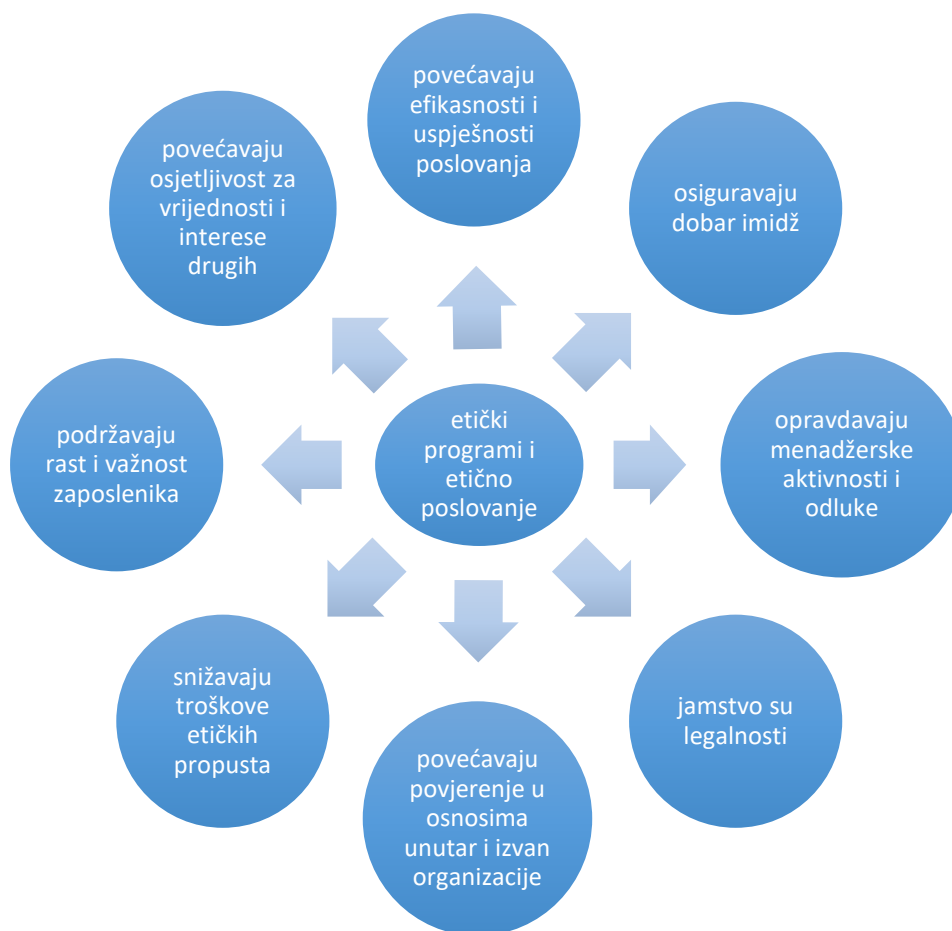 povećavaju
efikasnosti i
uspješnosti
poslovanja
osiguravaju
dobar imidž
opravdavaju
menadžerske
aktivnosti i
odluke
jamstvo su
legalnosti
povećavaju
povjerenje u
osnosima
unutar i izvan
organizacije
snižavaju
troškove
etičkih
propusta
podržavaju
rast i važnost
zaposlenika
povećavaju
osjetljivost za
vrijednosti i
interese
drugih
etički
programi i
etično
poslovanje